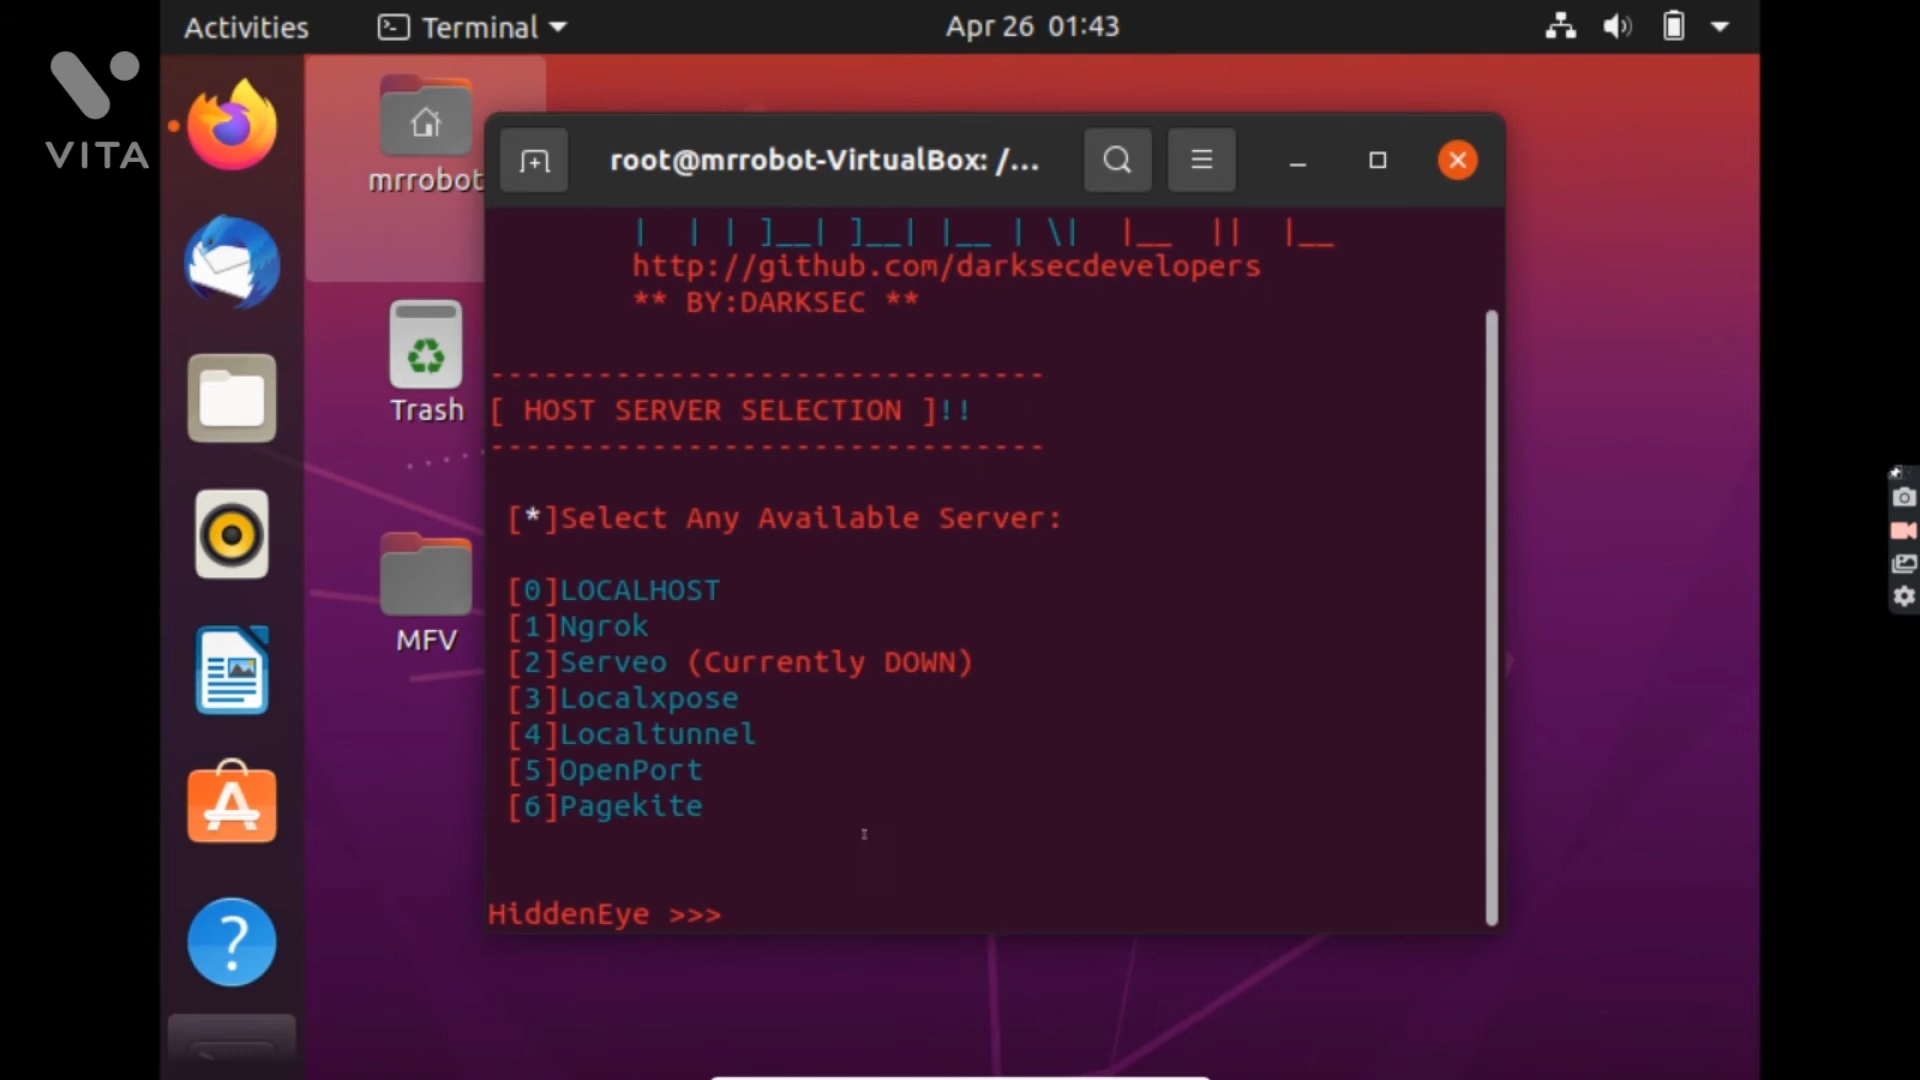 Activities
Terminal
Apr 26 01:43
VITA
mrrobot
root@mrrobot-VirtualBox: /...
http://github.com/darksecdevelopers
** BY:DARKSEC **
-------------------------------
[ HOST SERVER SELECTION ]!!
-------------------------------
Trash
[*]Select Any Available Server:
[0]LOCALHOST
[1]Ngrok
[2]Serveo (Currently DOWN)
[3]Localxpose
[4]Localtunnel
[5]OpenPort
[6]Pagekite
MFV
HiddenEye >>>